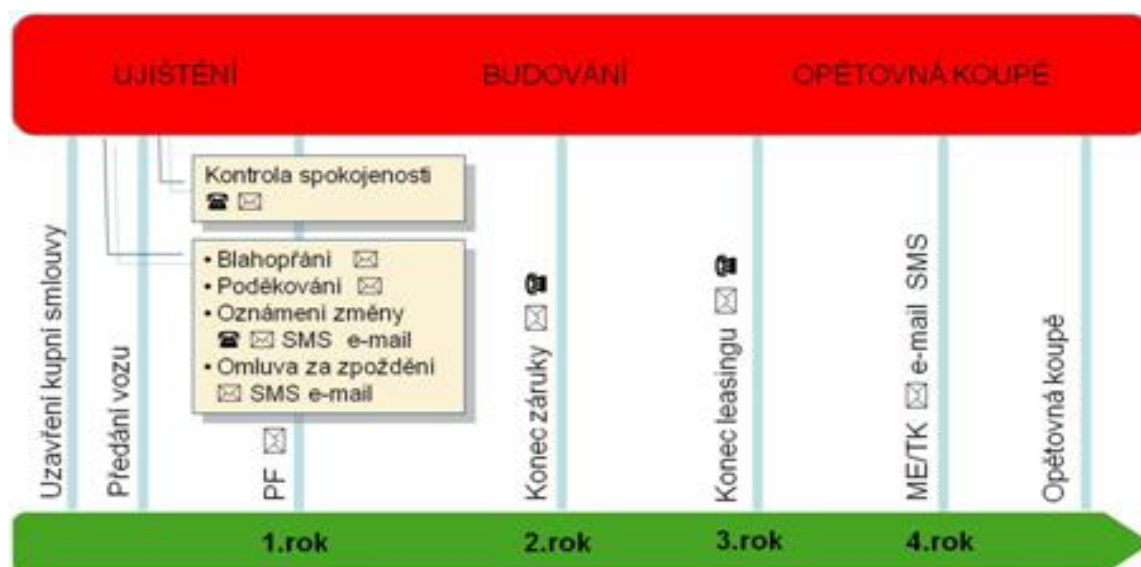 UJIŠTĚNÍ
BUDOVÁNÍ
OPĚTOVNÁ KOUPĚ
Kontrola spokojenosti
☎ ✉
• Blahopřání ✉
• Poděkování ✉
• Oznámení změny
☎ ✉ SMS e-mail
• Omluva za zpoždění
✉ SMS e-mail
Uzavření kupní smlouvy
Předání vozu
PF ✉
Konec záruky ✉ ☎
Konec leasingu ✉ ☎
ME/TK ✉ e-mail SMS
Opětovná koupě
1.rok
2.rok
3.rok
4.rok